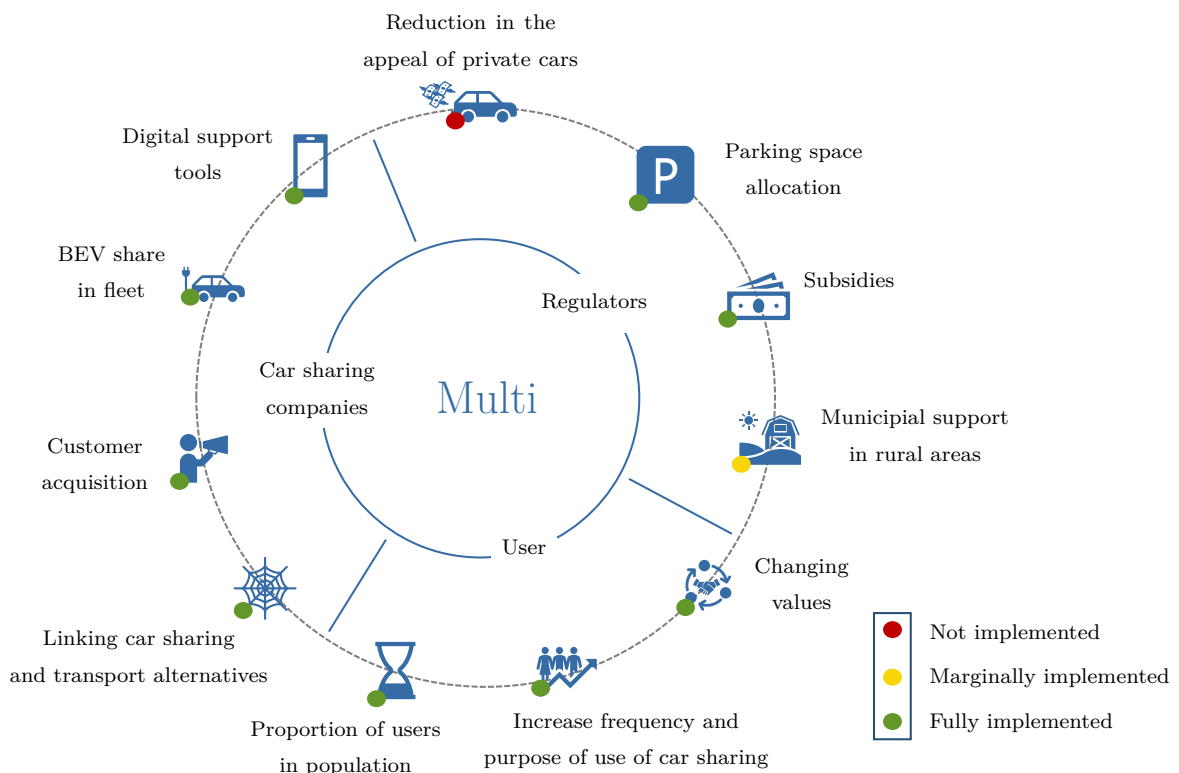 Reduction in the
appeal of private cars
Digital support
tools
P
Parking space
allocation
BEV share
in fleet
Subsidies
Regulators
Car sharing
companies
Multi
Municipial support
in rural areas
Customer
acquisition
User
Changing
values
Linking car sharing
and transport alternatives
Proportion of users
in population
Increase frequency and
purpose of use of car sharing
Not implemented
Marginally implemented
Fully implemented